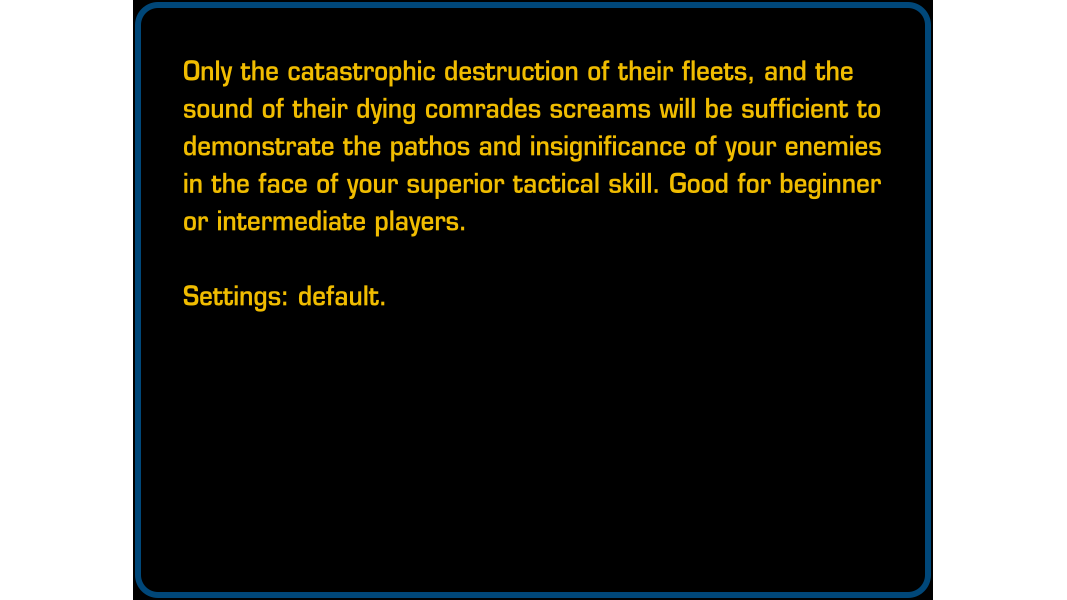 Only the catastrophic destruction of their fleets, and the
sound of their dying comrades screams will be sufficient to
demonstrate the pathos and insignificance of your enemies
in the face of your superior tactical skill. Good for beginner
or intermediate players.
Settings: default.